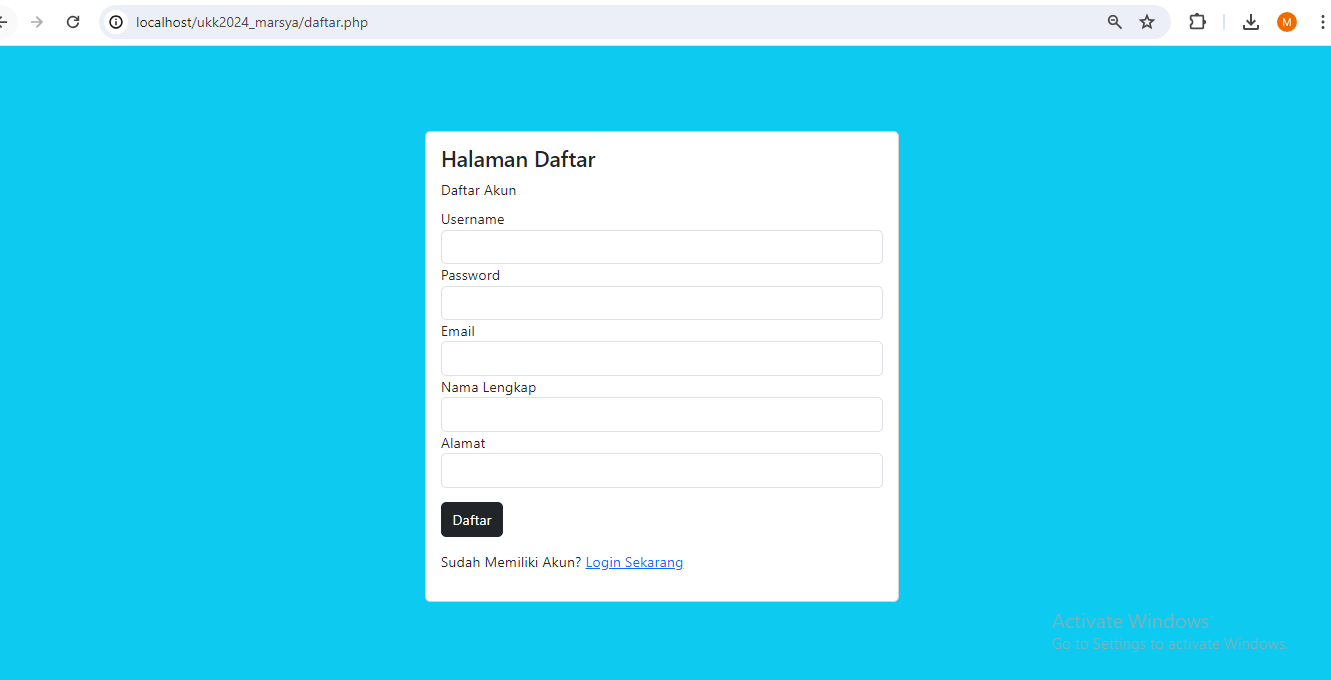 localhost/ukk2024_marsya/daftar.php
M
Halaman Daftar
Daftar Akun
Username
Password
Email
Nama Lengkap
Alamat
Daftar
Sudah Memiliki Akun? Login Sekarang
Activate Windows
Go to Settings to activate Windows.